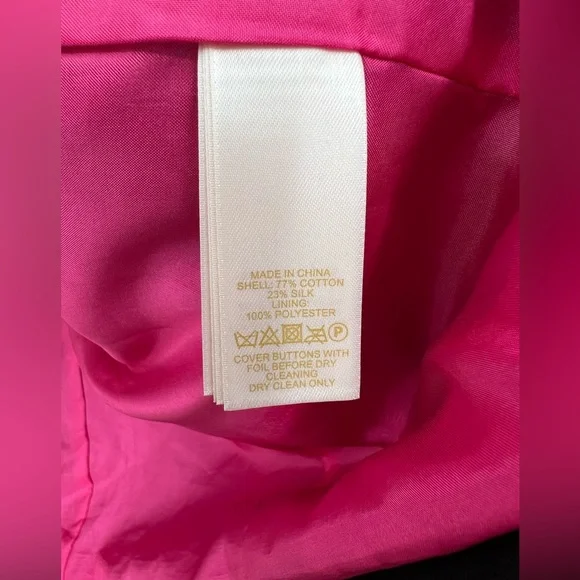 MADE IN CHINA
SHELL: 77% COTTON
23% SILK
LINING:
100% POLYESTER
P
COVER BUTTONS WITH
FOIL BEFORE DRY
CLEANING
DRY CLEAN ONLY